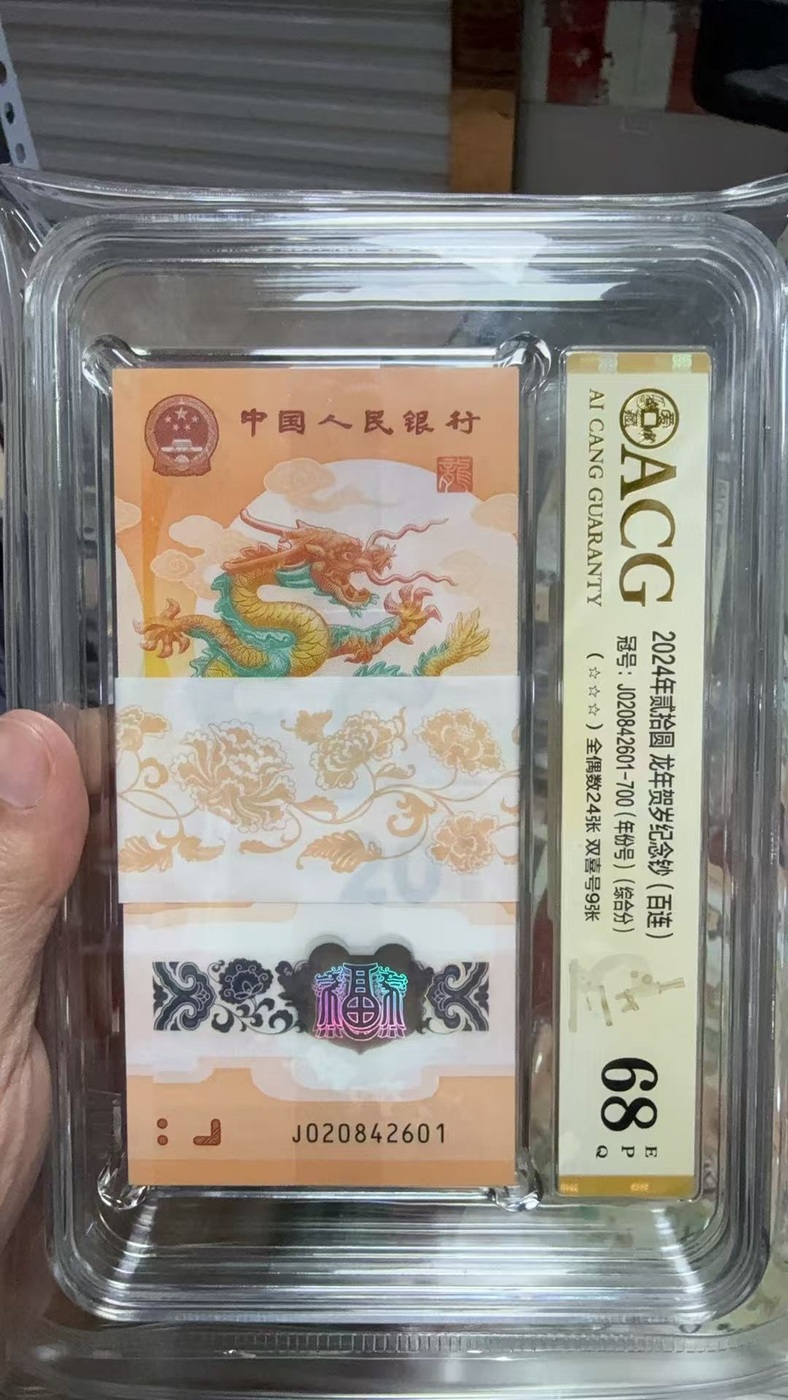 中国人民银行
龍
福
J020842601
ACG
AI CANG GUARANTY
2024年贰拾圆 龙年贺岁纪念钞（百连）
冠号：J020842601-700（年份号）（综合分）
（☆☆☆）全偶数24张 双喜号9张
68
E
P
Q